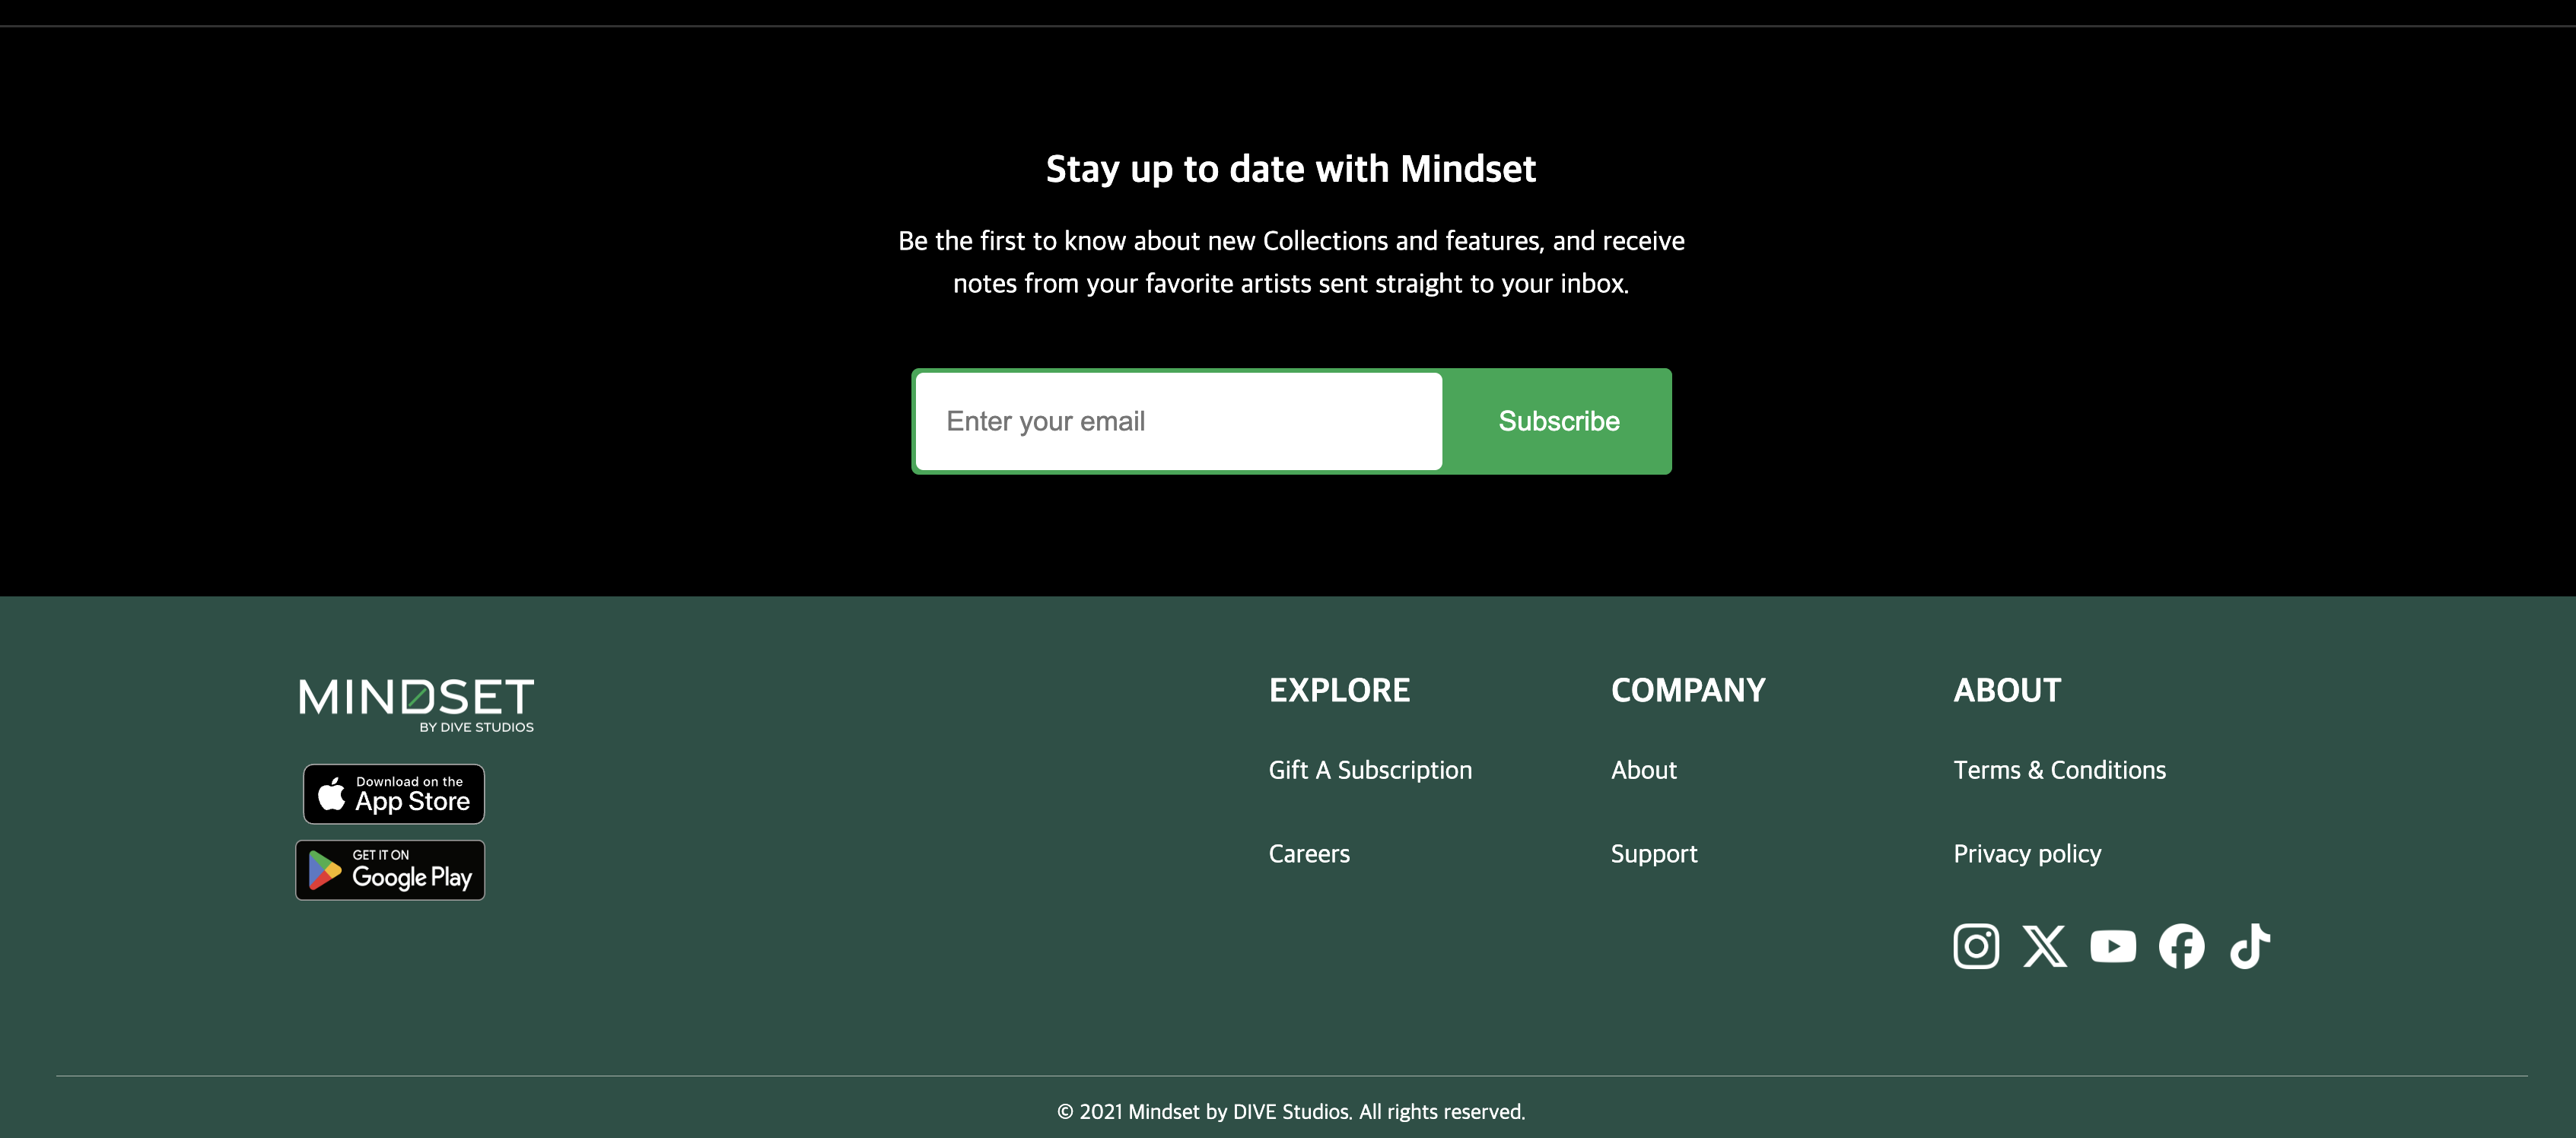 Stay up to date with Mindset
Be the first to know about new Collections and features, and receive
notes from your favorite artists sent straight to your inbox.
Enter your email
Subscribe
MINDSET
BY DIVE STUDIOS
Download on the
App Store
GET IT ON
Google Play
EXPLORE
Gift A Subscription
Careers
COMPANY
About
Support
ABOUT
Terms & Conditions
Privacy policy
© 2021 Mindset by DIVE Studios. All rights reserved.